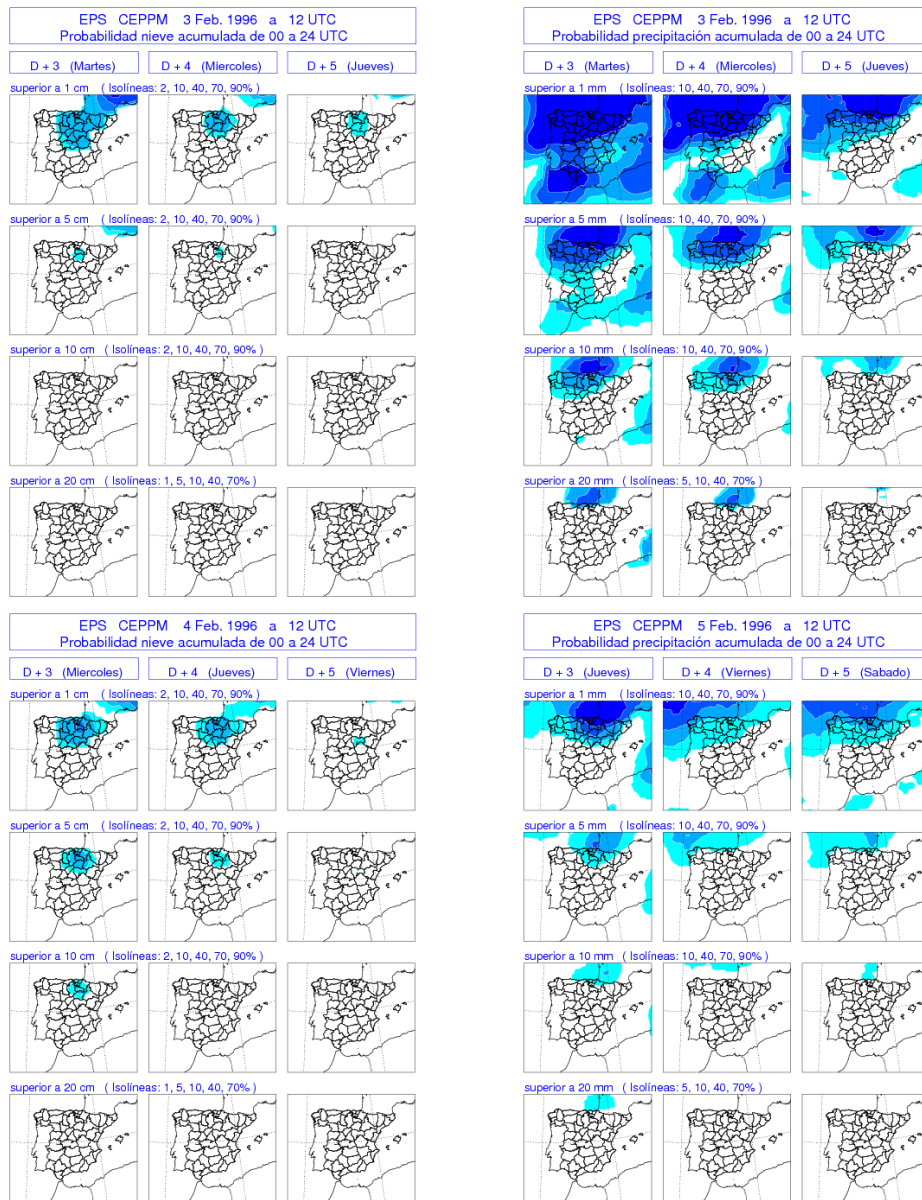 EPS CEPPM 3 Feb. 1996 a 12 UTC
Probabilidad nieve acumulada de 00 a 24 UTC
D + 3 (Martes)
D + 4 (Miercoles)
D + 5 (Jueves)
superior a 1 cm ( Isolíneas: 2, 10, 40, 70, 90% )
superior a 5 cm ( Isolíneas: 2, 10, 40, 70, 90% )
superior a 10 cm ( Isolíneas: 2, 10, 40, 70, 90% )
superior a 20 cm ( Isolíneas: 1, 5, 10, 40, 70% )
EPS CEPPM 3 Feb. 1996 a 12 UTC
Probabilidad precipitación acumulada de 00 a 24 UTC
D + 3 (Martes)
D + 4 (Miercoles)
D + 5 (Jueves)
superior a 1 mm ( Isolíneas: 10, 40, 70, 90% )
superior a 5 mm ( Isolíneas: 10, 40, 70, 90% )
superior a 10 mm ( Isolíneas: 10, 40, 70, 90% )
superior a 20 mm ( Isolíneas: 5, 10, 40, 70% )
EPS CEPPM 4 Feb. 1996 a 12 UTC
Probabilidad nieve acumulada de 00 a 24 UTC
D + 3 (Miercoles)
D + 4 (Jueves)
D + 5 (Viernes)
superior a 1 cm ( Isolíneas: 2, 10, 40, 70, 90% )
superior a 5 cm ( Isolíneas: 2, 10, 40, 70, 90% )
superior a 10 cm ( Isolíneas: 2, 10, 40, 70, 90% )
superior a 20 cm ( Isolíneas: 1, 5, 10, 40, 70% )
EPS CEPPM 5 Feb. 1996 a 12 UTC
Probabilidad precipitación acumulada de 00 a 24 UTC
D + 3 (Jueves)
D + 4 (Viernes)
D + 5 (Sabado)
superior a 1 mm ( Isolíneas: 10, 40, 70, 90% )
superior a 5 mm ( Isolíneas: 10, 40, 70, 90% )
superior a 10 mm ( Isolíneas: 10, 40, 70, 90% )
superior a 20 mm ( Isolíneas: 5, 10, 40, 70% )